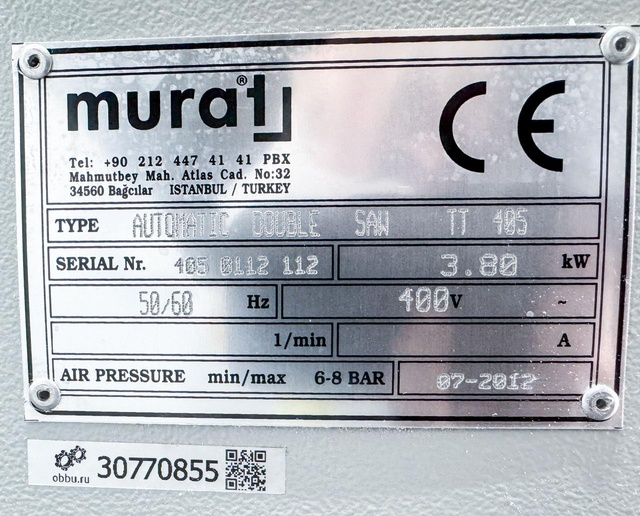 murat®
CE
Tel: +90 212 447 41 41 PBX
Mahmutbey Mah. Atlas Cad. No:32
34560 Bağcılar ISTANBUL / TURKEY
TYPE AUTOMATIC DOUBLE SAW TT 405
SERIAL Nr. 405 0112 112 3.80 kW
50/60 Hz 400 V ~
1/min A
AIR PRESSURE min/max 6-8 BAR 07-2012
obbu.ru 30770855